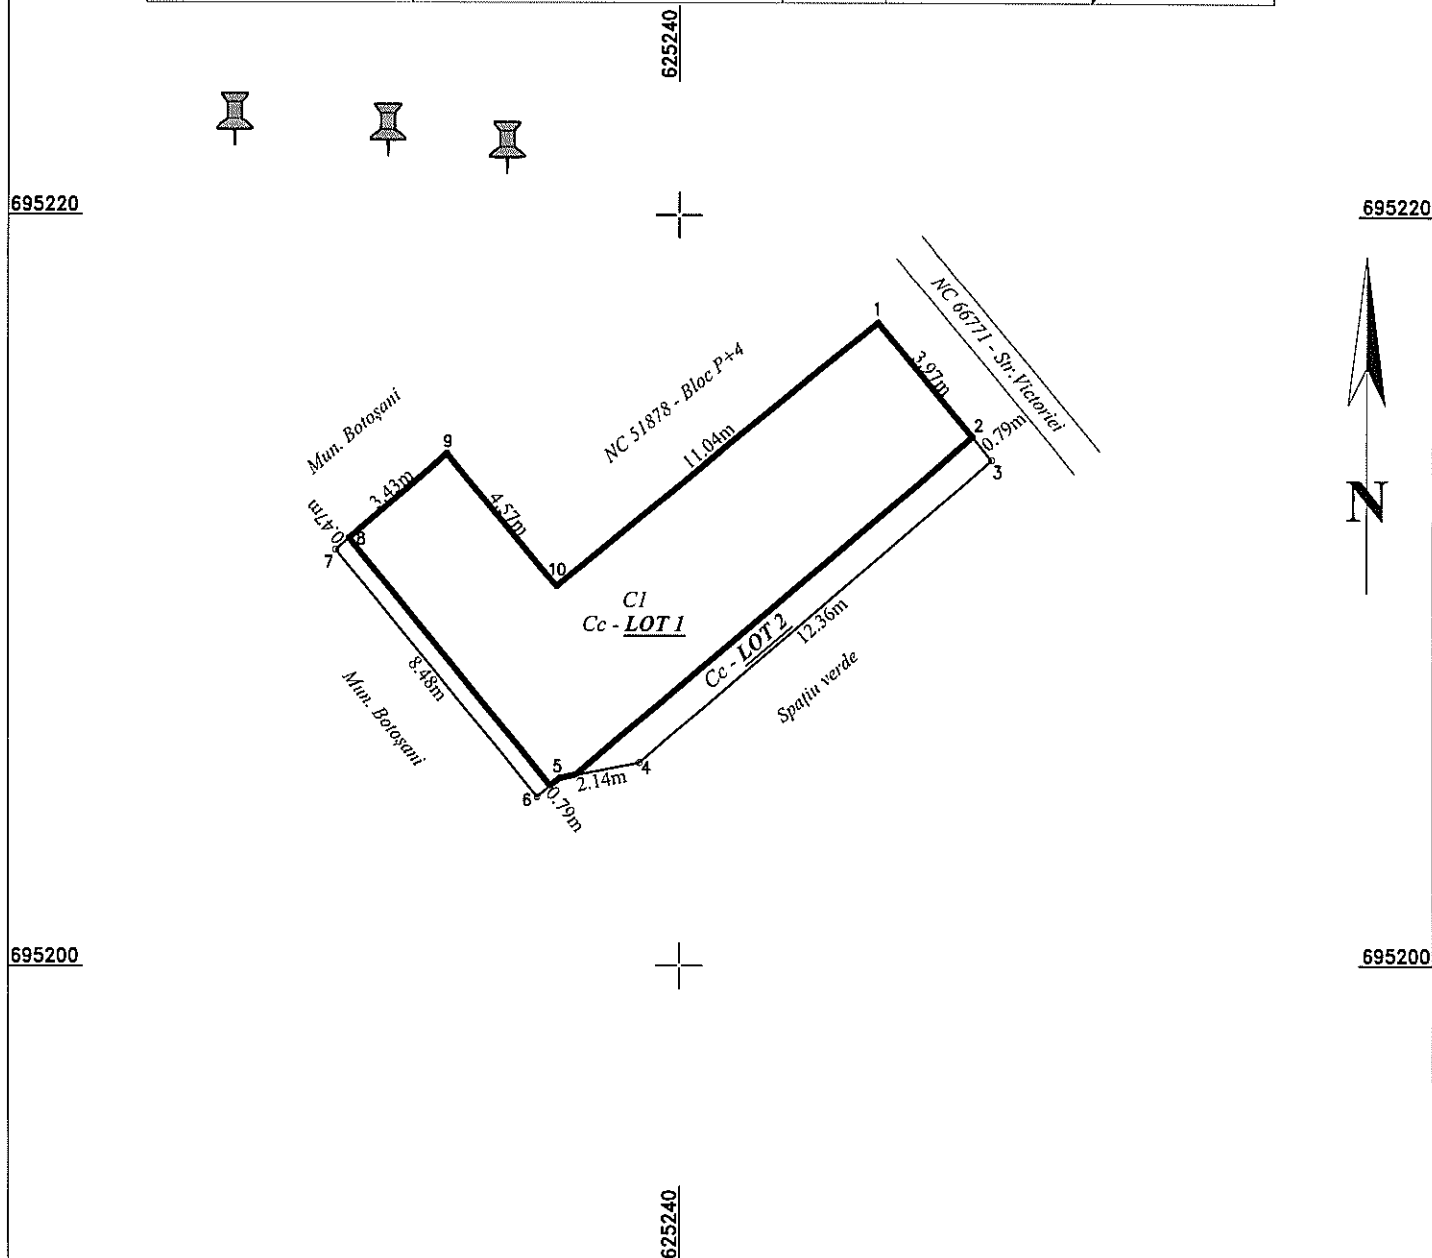 625240
695220
695220
NC 66771 - Str.Victoriei
1
3.97m
NC 51878 - Bloc P+4
Mun. Botoşani
2
0.79m
3
9
11.04m
3.43m
4.57m
0.47m
8
7
10
C1
Cc - LOT 1
Cc - LOT 2
12.36m
Spaţiu verde
8.48m
Mun. Botoşani
5
4
2.14m
6
0.79m
N
695200
695200
625240